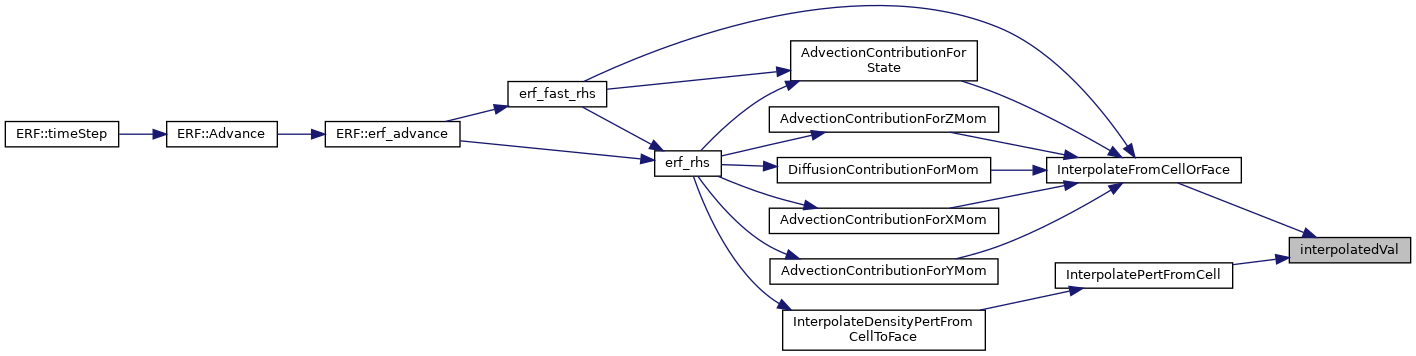 AdvectionContributionFor
State
erf_fast_rhs
AdvectionContributionForZMom
ERF::timeStep
ERF::Advance
ERF::erf_advance
erf_rhs
DiffusionContributionForMom
InterpolateFromCellOrFace
AdvectionContributionForXMom
interpolatedVal
AdvectionContributionForYMom
InterpolatePertFromCell
InterpolateDensityPertFrom
CellToFace